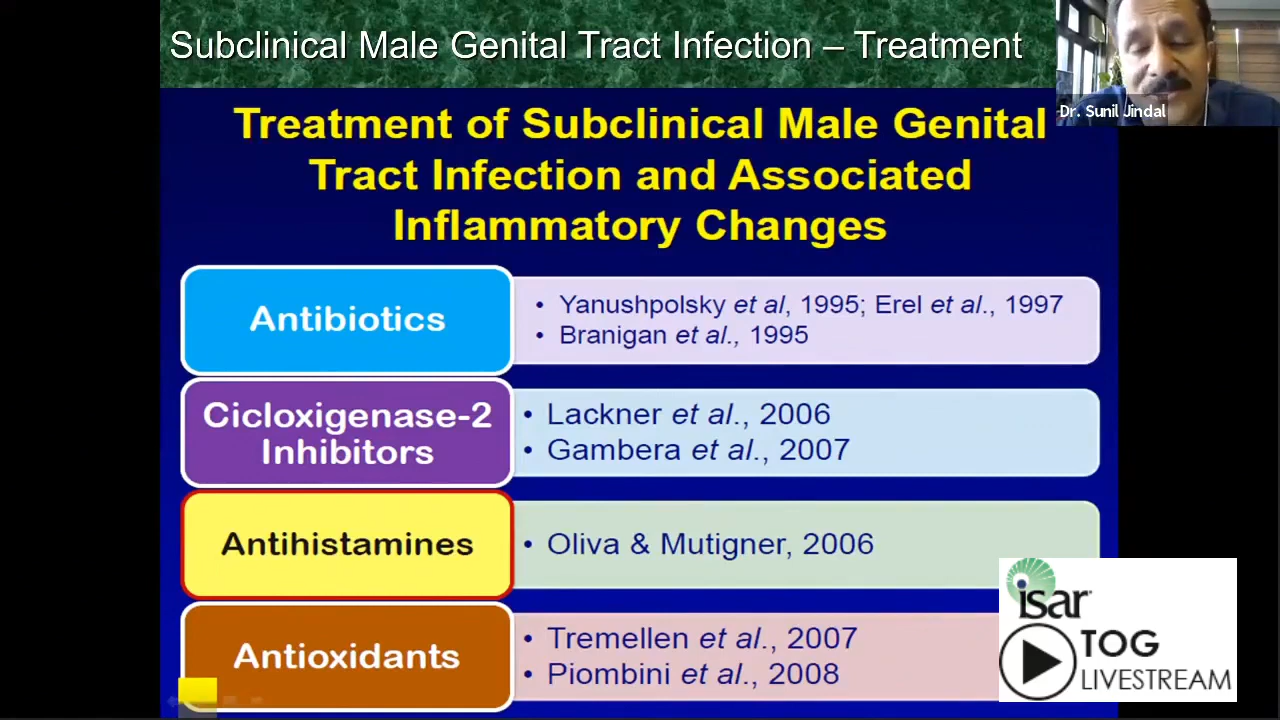 Subclinical Male Genital Tract Infection – Treatment
Dr. Sunil Jindal
Treatment of Subclinical Male Genital
Tract Infection and Associated
Inflammatory Changes
Antibiotics
• Yanushpolsky et al, 1995; Erel et al., 1997
• Branigan et al., 1995
Cicloxigenase-2
Inhibitors
• Lackner et al., 2006
• Gambera et al., 2007
Antihistamines
• Oliva & Mutigner, 2006
Antioxidants
• Tremellen et al., 2007
• Piombini et al., 2008
isar
TOG
LIVESTREAM